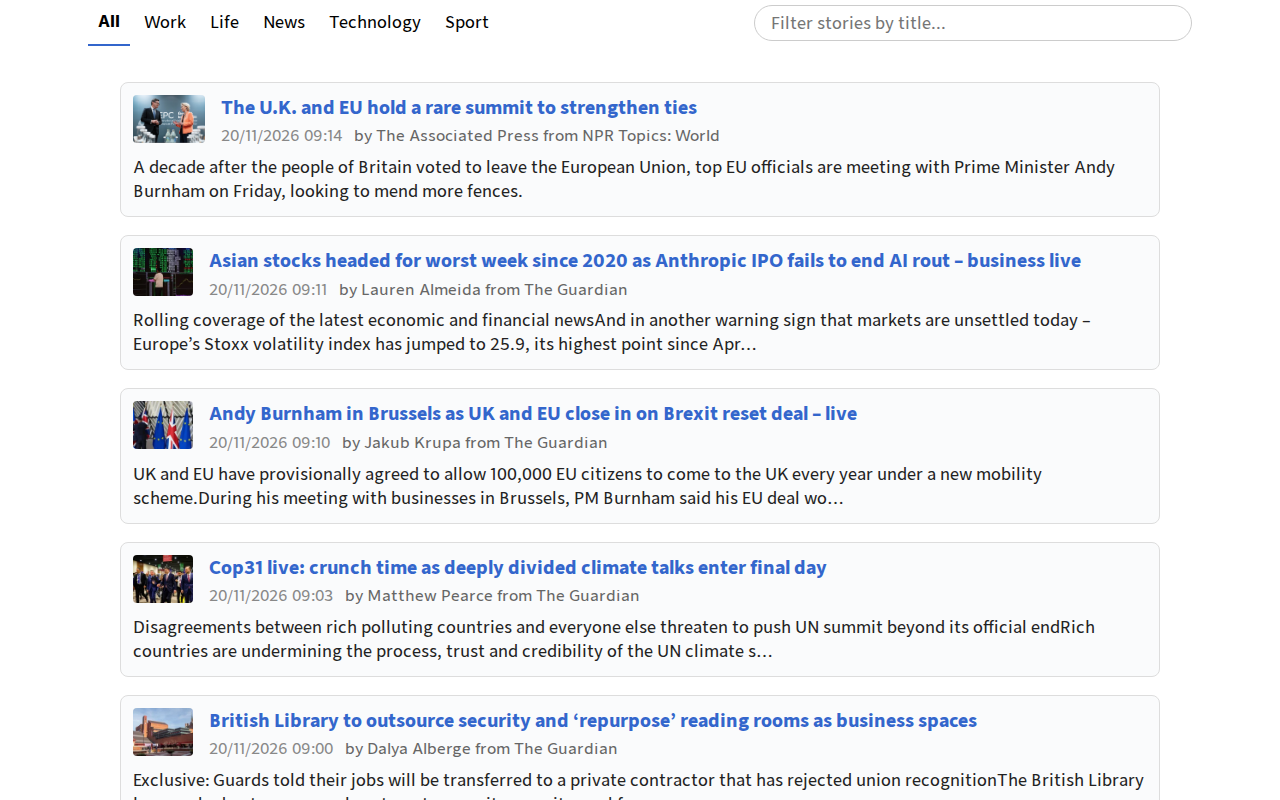 All Work Life News Technology Sport Filter stories by title...
The U.K. and EU hold a rare summit to strengthen ties
20/11/2026 09:14 by The Associated Press from NPR Topics: World
A decade after the people of Britain voted to leave the European Union, top EU officials are meeting with Prime Minister Andy
Burnham on Friday, looking to mend more fences.
Asian stocks headed for worst week since 2020 as Anthropic IPO fails to end AI rout – business live
20/11/2026 09:11 by Lauren Almeida from The Guardian
Rolling coverage of the latest economic and financial newsAnd in another warning sign that markets are unsettled today –
Europe’s Stoxx volatility index has jumped to 25.9, its highest point since Apr…
Andy Burnham in Brussels as UK and EU close in on Brexit reset deal – live
20/11/2026 09:10 by Jakub Krupa from The Guardian
UK and EU have provisionally agreed to allow 100,000 EU citizens to come to the UK every year under a new mobility
scheme.During his meeting with businesses in Brussels, PM Burnham said his EU deal wo…
Cop31 live: crunch time as deeply divided climate talks enter final day
20/11/2026 09:03 by Matthew Pearce from The Guardian
Disagreements between rich polluting countries and everyone else threaten to push UN summit beyond its official endRich
countries are undermining the process, trust and credibility of the UN climate s…
British Library to outsource security and ‘repurpose’ reading rooms as business spaces
20/11/2026 09:00 by Dalya Alberge from The Guardian
Exclusive: Guards told their jobs will be transferred to a private contractor that has rejected union recognitionThe British Library